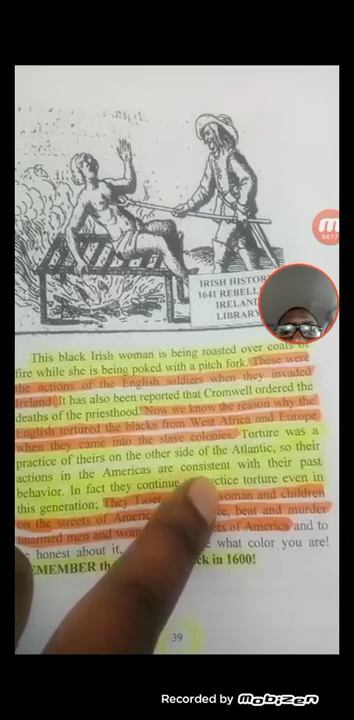 04:17
IRISH HISTOR
1641 REBELL
IRELAND
LIBRARY
This black Irish woman is being roasted over coals of
fire while she is being poked with a pitch fork. These were
the actions of the English soldiers when they invaded
Ireland. It has also been reported that Cromwell ordered the
deaths of the priesthood. Now we know the reason why the
English tortured the blacks from West Africa and Europe
when they came into the slave colonies. Torture was a
practice of theirs on the other side of the Atlantic, so their
actions in the Americas are consistent with their past
behavior. In fact they continue ctice torture even in
this generation; They Taser woman and children
on the streets of Americ e, beat and murder
unarmed men and wom ets of America and to
e honest about it, what color you are!
EMEMBER th ck in 1600!
39
Recorded by mobizen